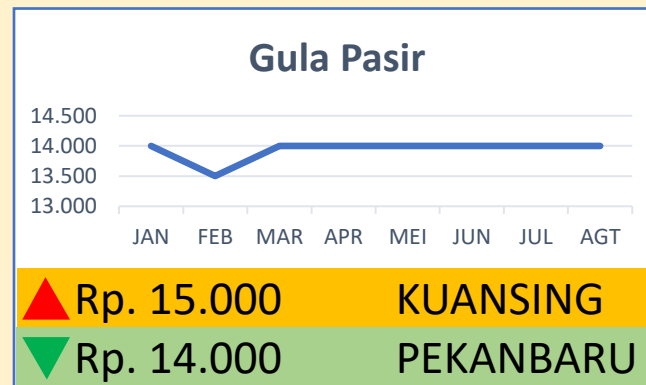 Gula Pasir
14.500
14.000
13.500
13.000
JAN FEB MAR APR MEI JUN JUL AGT
Rp. 15.000 KUANSING
Rp. 14.000 PEKANBARU